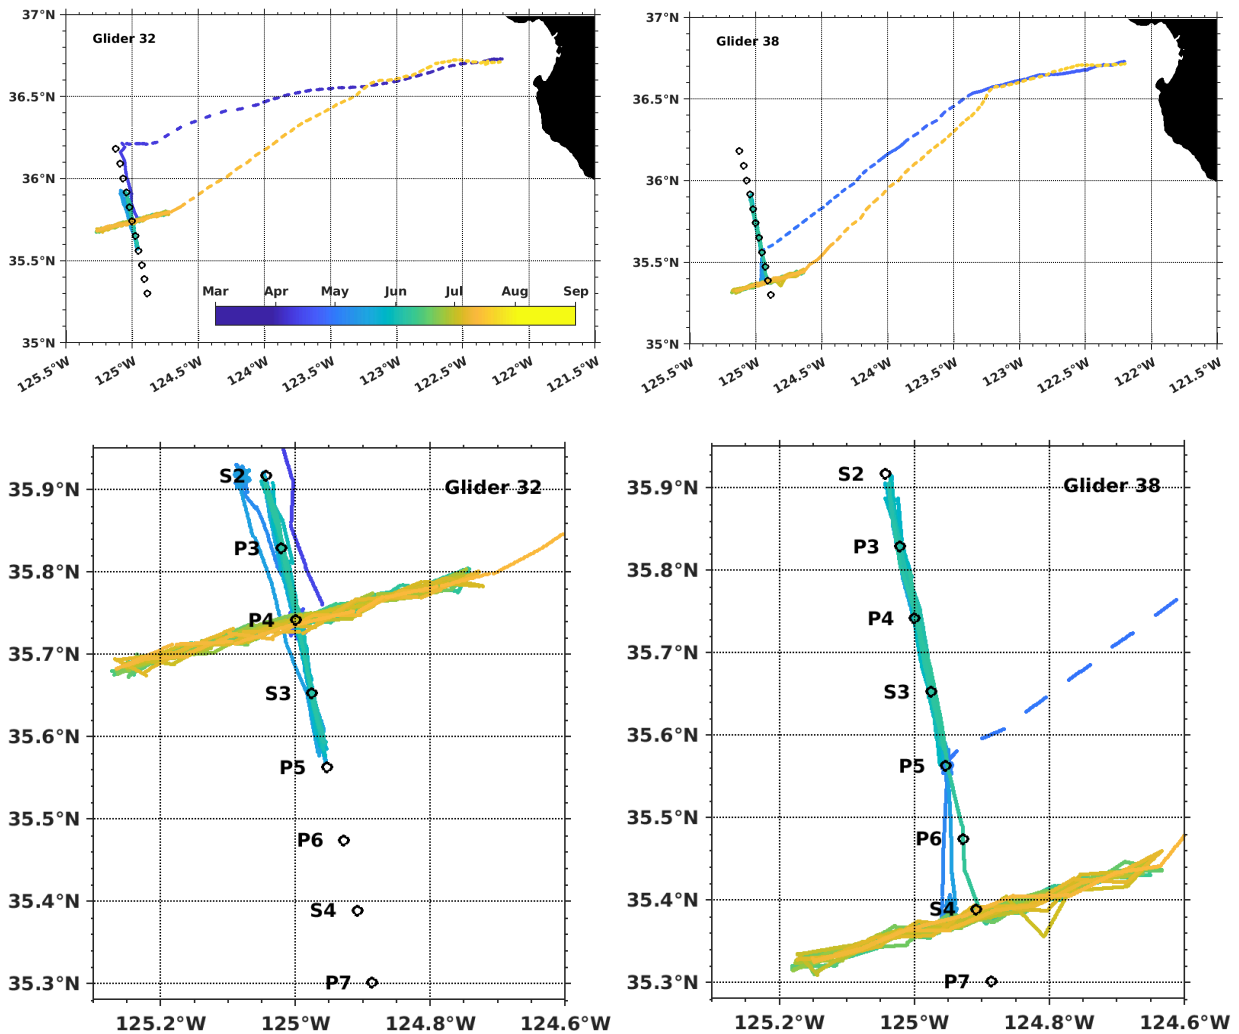 37°N
Glider 32
36.5°N
36°N
35.5°N
35°N
Mar Apr May Jun Jul Aug Sep
125.5°W 125°W 124.5°W 124°W 123.5°W 123°W 122.5°W 122°W 121.5°W
37°N
Glider 38
36.5°N
36°N
35.5°N
35°N
125.5°W 125°W 124.5°W 124°W 123.5°W 123°W 122.5°W 122°W 121.5°W
S2
Glider 32
35.9°N
P3
35.8°N
P4
35.7°N
S3
35.6°N
P5
35.5°N
P6
35.4°N
S4
35.3°N
P7
125.2°W 125°W 124.8°W 124.6°W
S2
Glider 38
35.9°N
P3
35.8°N
P4
35.7°N
S3
35.6°N
P5
35.5°N
P6
35.4°N
S4
35.3°N
P7
125.2°W 125°W 124.8°W 124.6°W